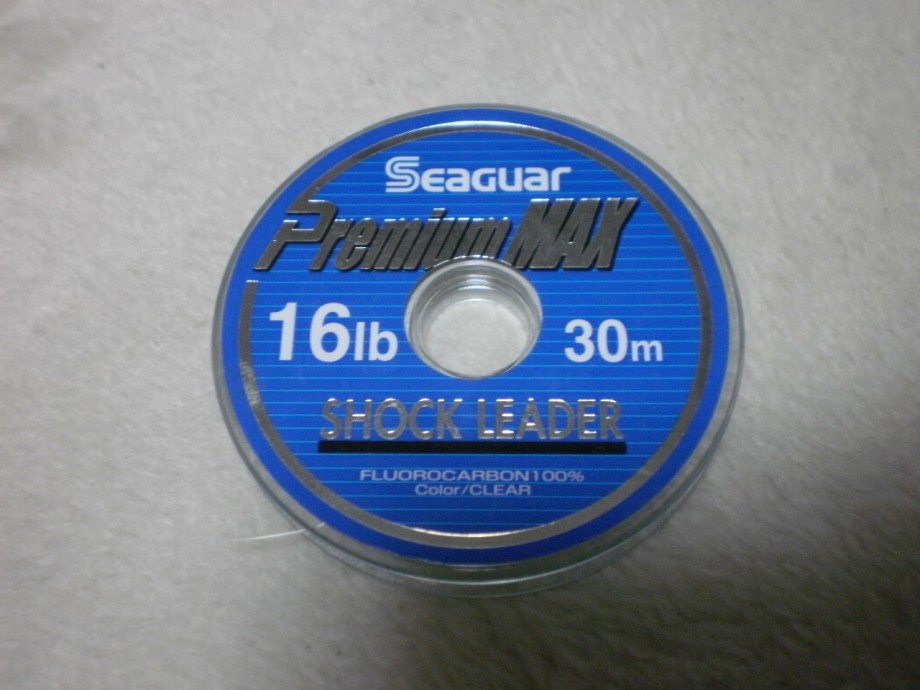 Seaguar
Premium MAX
16lb
30m
SHOCK LEADER
FLUOROCARBON100%
Color/CLEAR